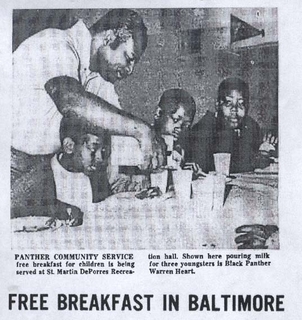 PANTHER COMMUNITY SERVICE
free breakfast for children is being
served at St. Martin DePorres Recrea-
tion hall. Shown here pouring milk
for three youngsters is Black Panther
Warren Heart.
FREE BREAKFAST IN BALTIMORE